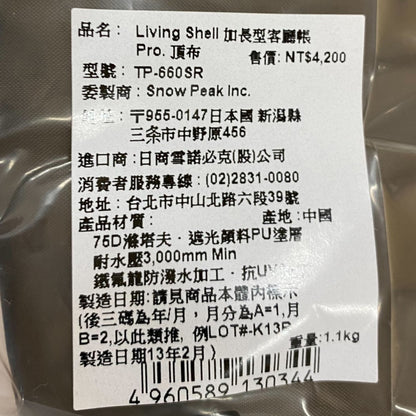 品名： Living Shell 加長型客廳帳
Pro. 頂布 售價: NT$4,200
型號： TP-660SR
委製商：Snow Peak Inc.
〒955-0147日本國 新潟縣
三条市中野原456
進口商：日商雪諾必克(股)公司
消費者服務專線：(02)2831-0080
地址：台北市中山北路六段39號
產品材質： 產地:中國
75D滌塔夫．遮光顏料PU塗層
耐水壓3,000mm Min
鐵氟龍防潑水加工．抗UV
製造日期:請見商品本體內標示
(後三碼為年/月，月分為A=1,月
B=2,以此類推，例LOT#-K13B
製造日期13年2月） 重量:1.1kg
4 960589 130344